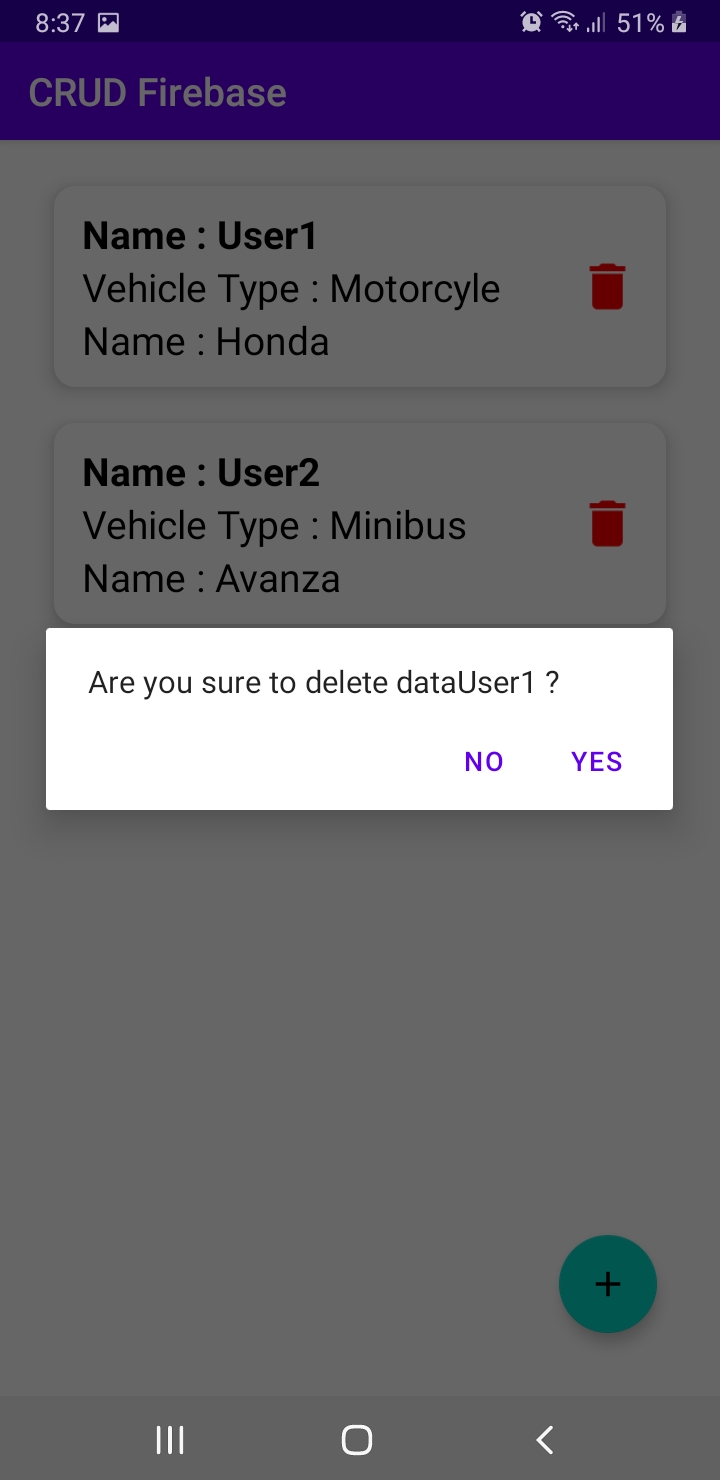 8:37 51%
CRUD Firebase
Name : User1
Vehicle Type : Motorcyle
Name : Honda
Name : User2
Vehicle Type : Minibus
Name : Avanza
Are you sure to delete dataUser1 ?
NO YES